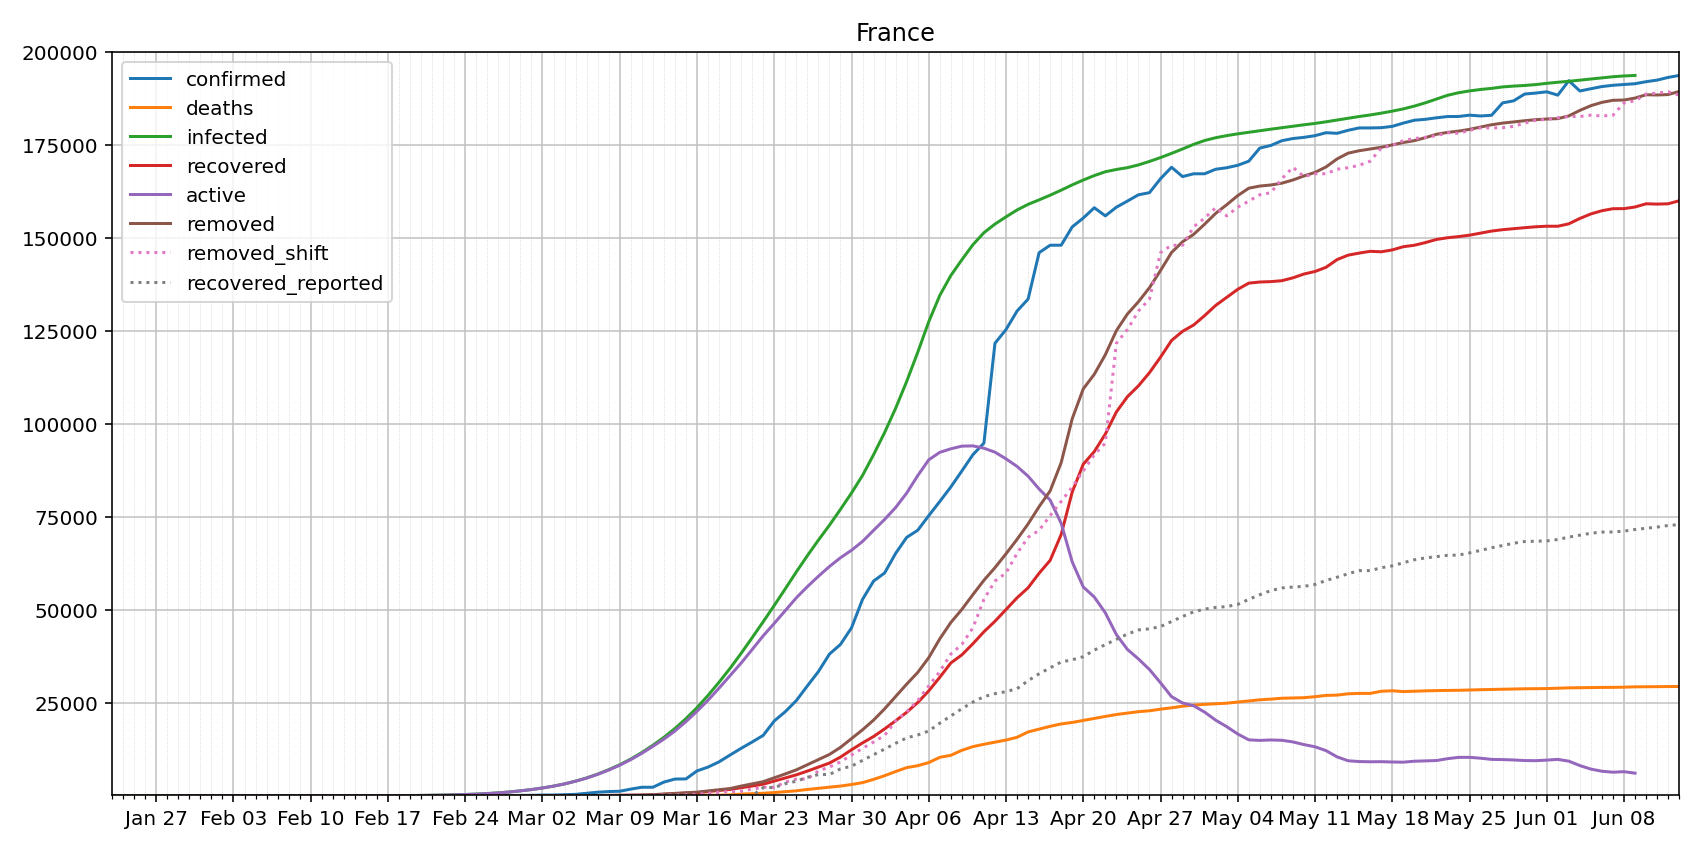 France
200000
175000
150000
125000
100000
75000
50000
25000
confirmed
deaths
infected
recovered
active
removed
removed_shift
recovered_reported
Jan 27 Feb 03 Feb 10 Feb 17 Feb 24 Mar 02 Mar 09 Mar 16 Mar 23 Mar 30 Apr 06 Apr 13 Apr 20 Apr 27 May 04 May 11 May 18 May 25 Jun 01 Jun 08